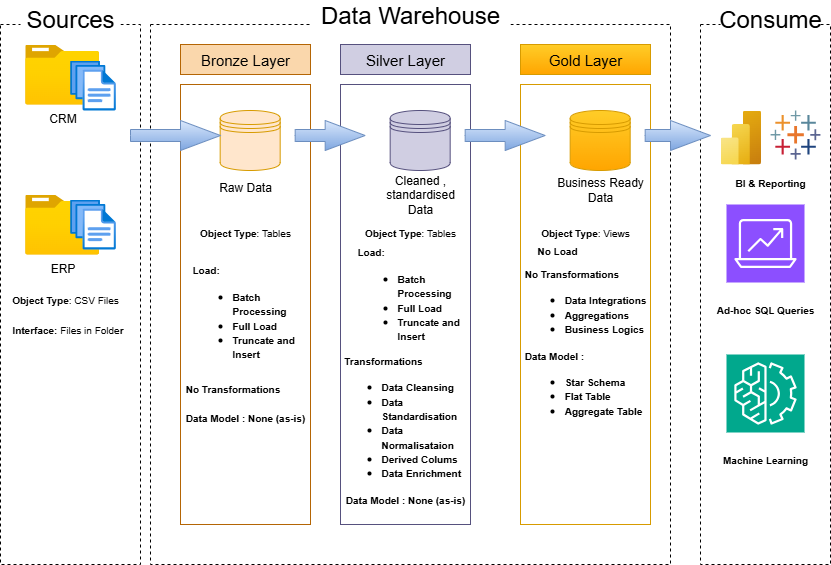 Sources
Data Warehouse
Consume
Bronze Layer
Silver Layer
Gold Layer
CRM
ERP
Object Type: CSV Files
Interface: Files in Folder
Raw Data
Object Type: Tables
Load:
Batch
Processing
Full Load
Truncate and
Insert
No Transformations
Data Model : None (as-is)
Cleaned ,
standardised
Data
Object Type: Tables
Load:
Batch
Processing
Full Load
Truncate and
Insert
Transformations
Data Cleansing
Data
Standardisation
Data
Normalisataion
Derived Colums
Data Enrichment
Data Model : None (as-is)
Business Ready
Data
Object Type: Views
No Load
No Transformations
Data Integrations
Aggregations
Business Logics
Data Model :
Star Schema
Flat Table
Aggregate Table
BI & Reporting
Ad-hoc SQL Queries
Machine Learning